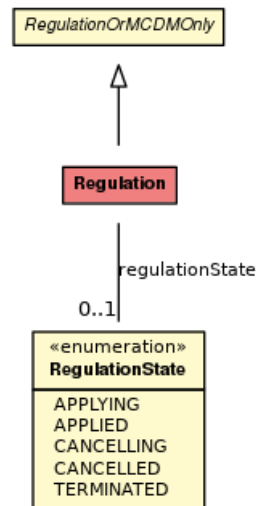 RegulationOrMCDMOnly
Regulation
regulationState
0..1
«enumeration»
RegulationState
APPLYING
APPLIED
CANCELLING
CANCELLED
TERMINATED